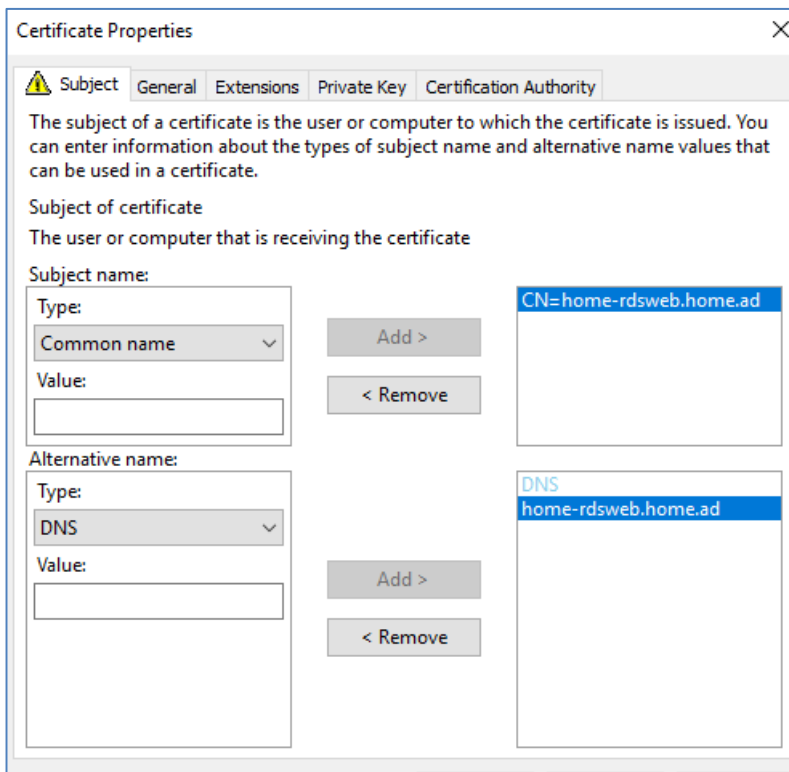 Certificate Properties
Subject
General
Extensions
Private Key
Certification Authority
The subject of a certificate is the user or computer to which the certificate is issued. You
can enter information about the types of subject name and alternative name values that
can be used in a certificate.
Subject of certificate
The user or computer that is receiving the certificate
Subject name:
Type:
Common name
Value:
Add >
< Remove
CN=home-rdsweb.home.ad
Alternative name:
Type:
DNS
Value:
Add >
< Remove
DNS
home-rdsweb.home.ad